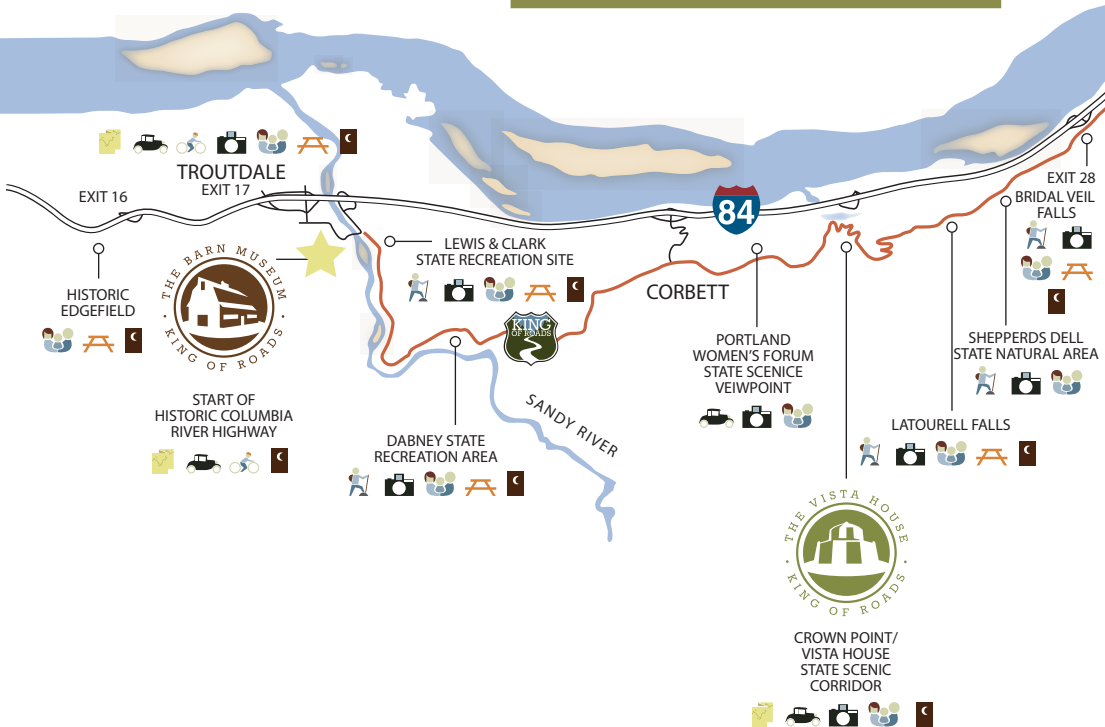 TROUTDALE
EXIT 17
EXIT 16
84
EXIT 28
BRIDAL VEIL
FALLS
HISTORIC
EDGEFIELD
THE BARN MUSEUM
KING OF ROADS
LEWIS & CLARK
STATE RECREATION SITE
KING
OF ROADS
CORBETT
PORTLAND
WOMEN'S FORUM
STATE SCENICE
VEIWPOINT
SHEPPERDS DELL
STATE NATURAL AREA
START OF
HISTORIC COLUMBIA
RIVER HIGHWAY
SANDY RIVER
DABNEY STATE
RECREATION AREA
LATOURELL FALLS
THE VISTA HOUSE
KING OF ROADS
CROWN POINT/
VISTA HOUSE
STATE SCENIC
CORRIDOR